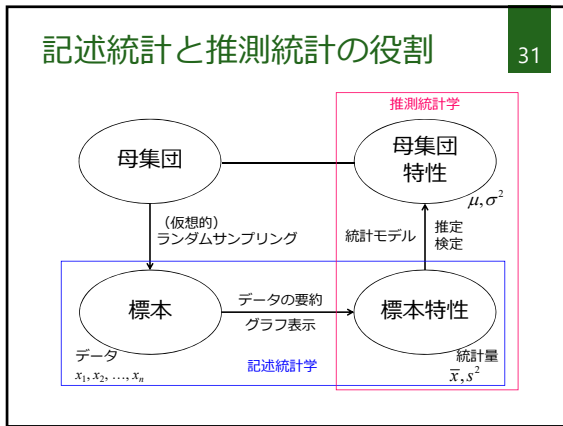 記述統計と推測統計の役割
31
推測統計学
母集団
母集団
特性
μ, σ²
（仮想的）
ランダムサンプリング
統計モデル
推定
検定
標本
データの要約
グラフ表示
標本特性
データ
x₁, x₂, …, xₙ
記述統計学
統計量
x̄, s²